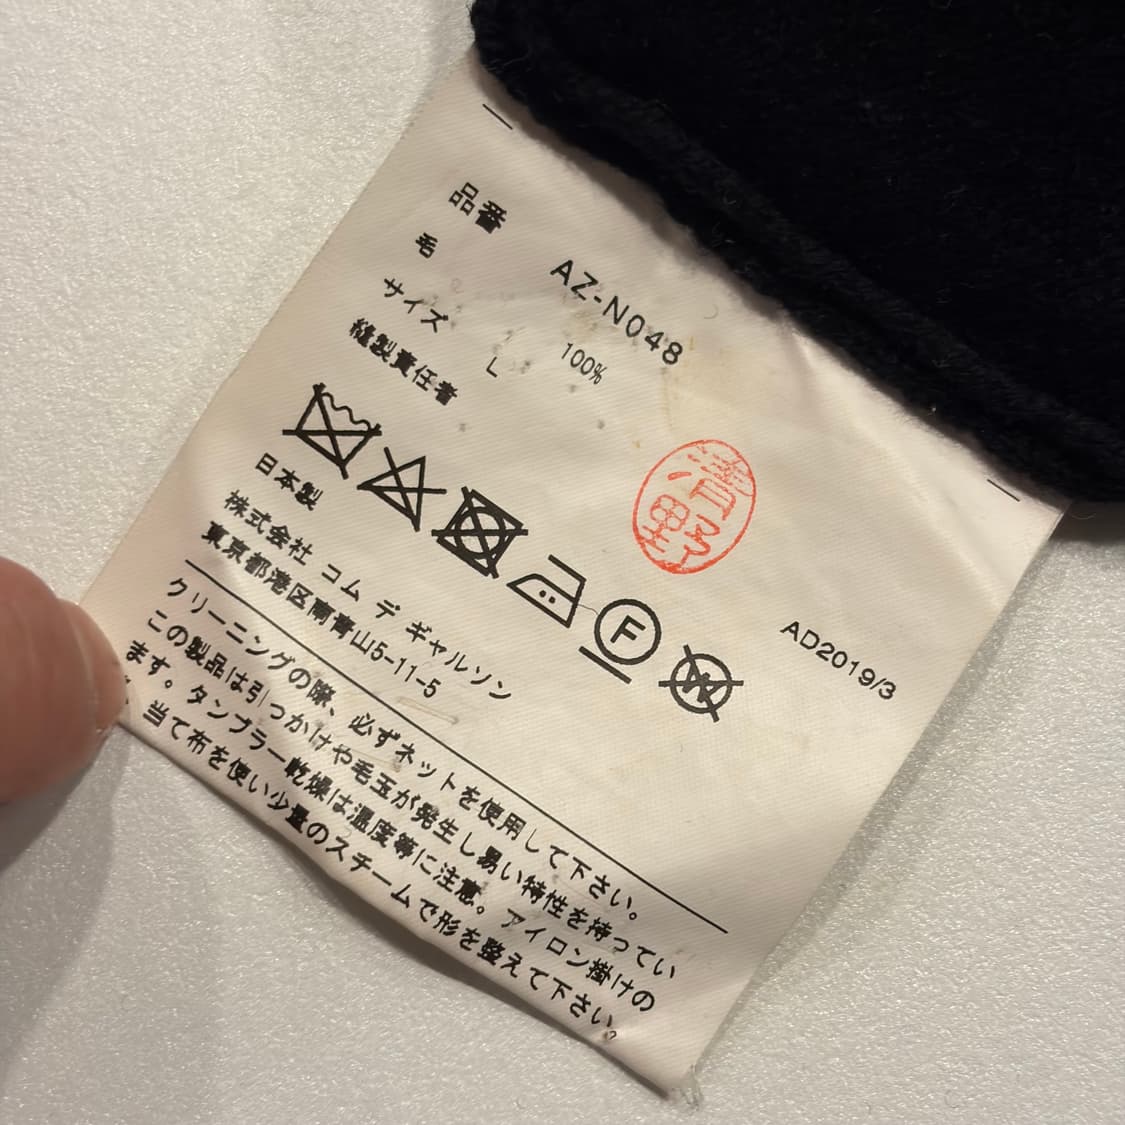 品番 AZ-N048
毛 100%
サイズ L
縫製責任者
清野
F
W
AD2019/3
日本製
株式会社 コム デ ギャルソン
東京都港区南青山5-11-5
クリーニングの際、必ずネットを使用して下さい。
この製品は引っかけや毛玉が発生し易い特性を持ってい
ます。タンブラー乾燥は温度等に注意。アイロン掛けの
、当て布を使い少量のスチームで形を整えて下さい。